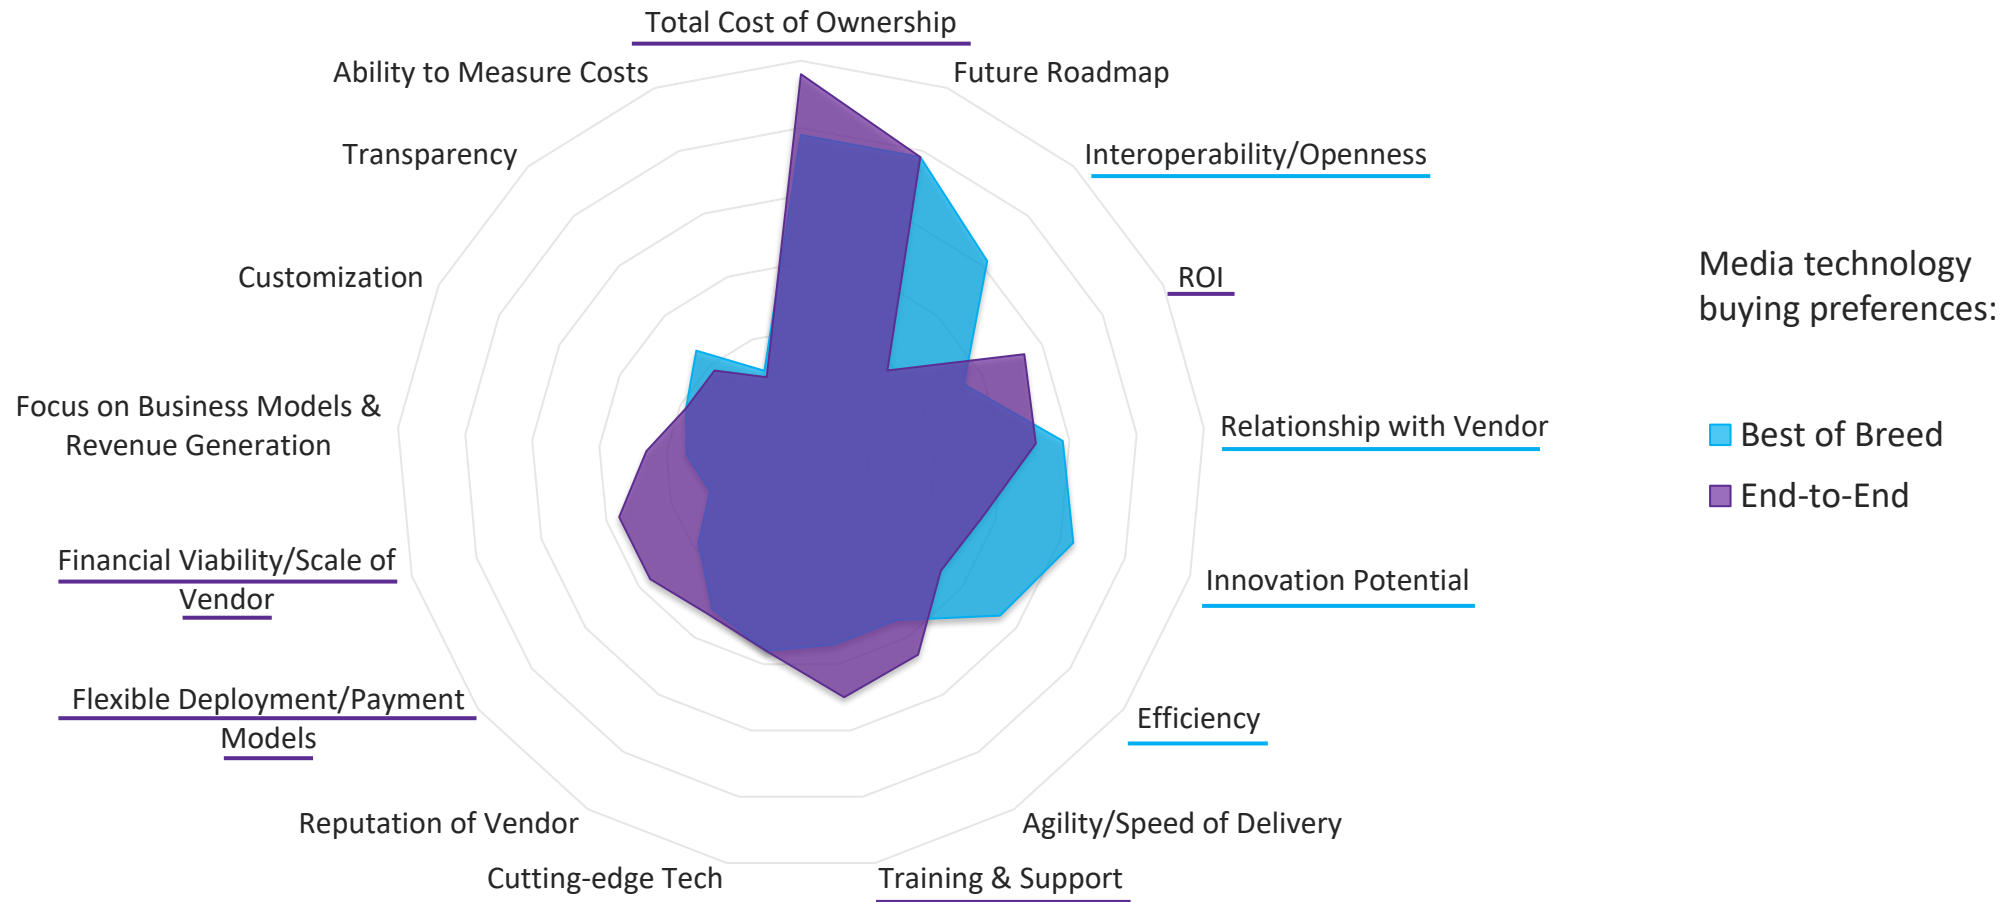 Total Cost of Ownership
Ability to Measure Costs
Future Roadmap
Transparency
Interoperability/Openness
Customization
ROI
Media technology
buying preferences:
Focus on Business Models &
Revenue Generation
Relationship with Vendor
Best of Breed
End-to-End
Financial Viability/Scale of
Vendor
Innovation Potential
Flexible Deployment/Payment
Models
Efficiency
Reputation of Vendor
Agility/Speed of Delivery
Cutting-edge Tech
Training & Support